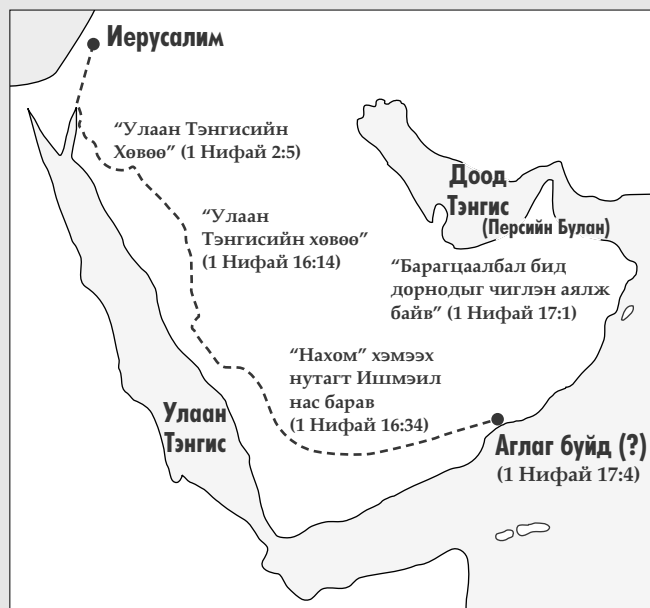 Иерусалим
“Улаан Тэнгисийн
Хөвөө” (1 Нифай 2:5)
Доод
Тэнгис
(Персийн Булан)
“Улаан
Тэнгисийн хөвөө”
(1 Нифай 16:14)
“Барагцаалбал бид
дорнодыг чиглэн аялж
байв” (1 Нифай 17:1)
“Нахом” хэмээх
нутагт Ишмэил
нас барав
(1 Нифай 16:34)
Улаан
Тэнгис
Аглаг буйд (?)
(1 Нифай 17:4)